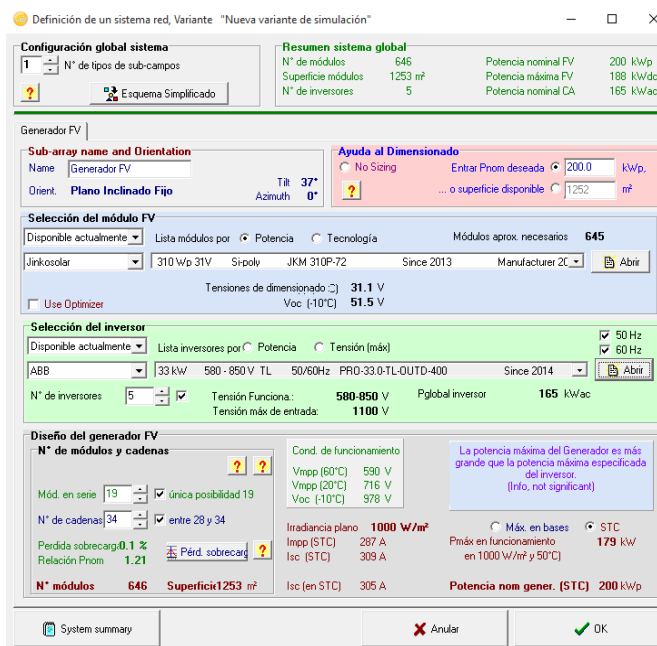 Definición de un sistema red, Variante "Nueva variante de simulación"
Configuración global sistema
1 N° de tipos de sub-campos
? Esquema Simplificado
Resumen sistema global
N° de módulos 646 Potencia nominal FV 200 kWp
Superficie módulos 1253 m² Potencia máxima FV 188 kWdc
N° de inversores 5 Potencia nominal CA 165 kWac
Generador FV
Sub-array name and Orientation
Name Generador FV
Orient. Plano Inclinado Fijo
Tilt 37°
Azimuth 0°
Ayuda al Dimensionado
No Sizing Entrar Pnom deseada 200.0 kWp,
? ... o superficie disponible 1252 m²
Selección del módulo FV
Disponible actualmente Lista módulos por Potencia Tecnología Módulos aprox. necesarios 645
Jinkosolar 310 Wp 31V Si-poly JKM 310P-72 Since 2013 Manufacturer 2C Abrir
Tensiones de dimensionado :) 31.1 V
Use Optimizer Voc (-10°C) 51.5 V
Selección del inversor
Disponible actualmente Lista inversores por Potencia Tensión (máx)
50 Hz
60 Hz
ABB 33 kW 580 - 850 V TL 50/60Hz PRO-33.0-TL-OUTD-400 Since 2014 Abrir
N° de inversores 5 Tensión Funciona.: 580-850 V Pglobal inversor 165 kWac
Tensión máx de entrada: 1100 V
Diseño del generador FV
N° de módulos y cadenas
? ?
Mód. en serie 19 única posibilidad 19
N° de cadenas 34 entre 28 y 34
Perdida sobrecarga 0.1 %
Relación Pnom 1.21
Pérd. sobrecarg ?
N° módulos 646 Superficie 1253 m²
Cond. de funcionamiento
Vmpp (60°C) 590 V
Vmpp (20°C) 716 V
Voc (-10°C) 978 V
Irradiancia plano 1000 W/m²
Impp (STC) 287 A
Isc (STC) 309 A
Isc (en STC) 305 A
La potencia máxima del Generador es más
grande que la potencia máxima especificada
del inversor.
(Info, not significant)
Máx. en bases STC
Pmáx en funcionamiento 179 kW
en 1000 W/m² y 50°C)
Potencia nom gener. (STC) 200 kWp
System summary Anular OK